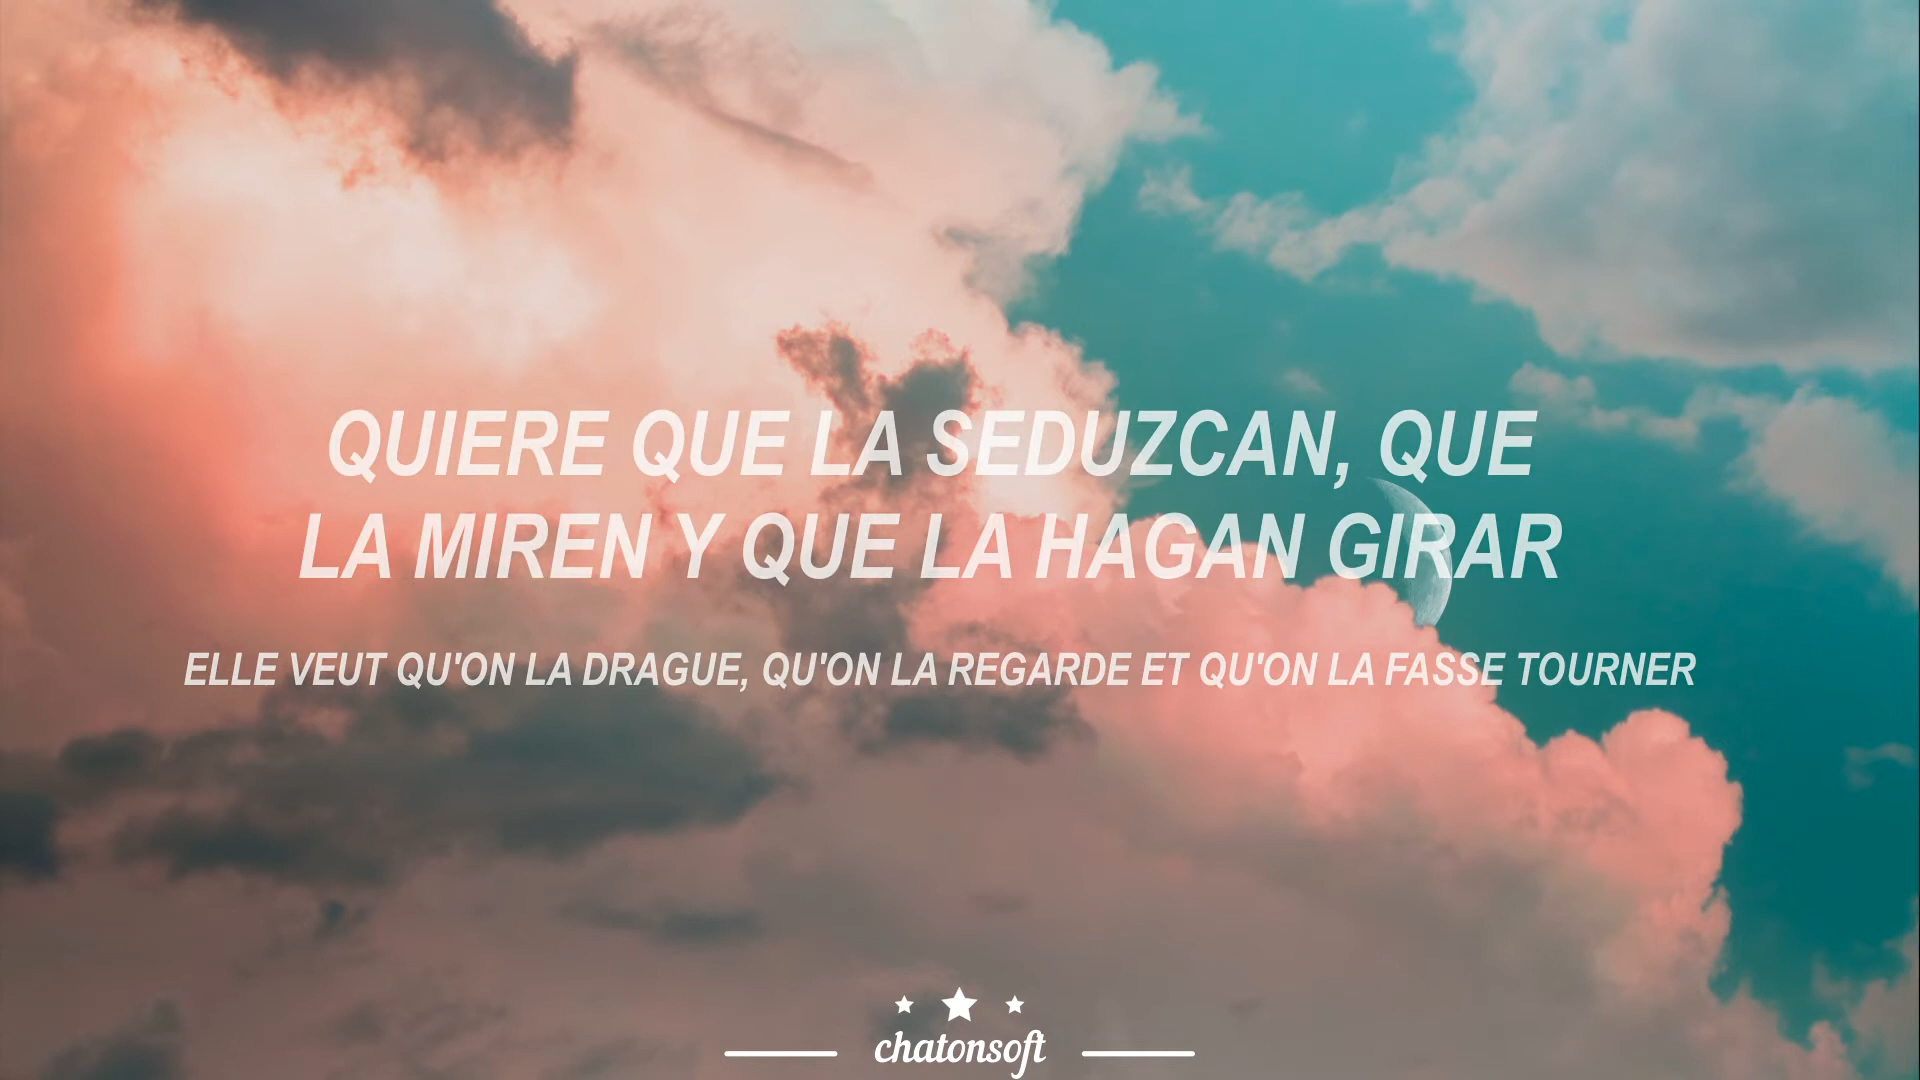 QUIERE QUE LA SEDUZCAN, QUE
LA MIREN Y QUE LA HAGAN GIRAR
ELLE VEUT QU'ON LA DRAGUE, QU'ON LA REGARDE ET QU'ON LA FASSE TOURNER
chatonsoft